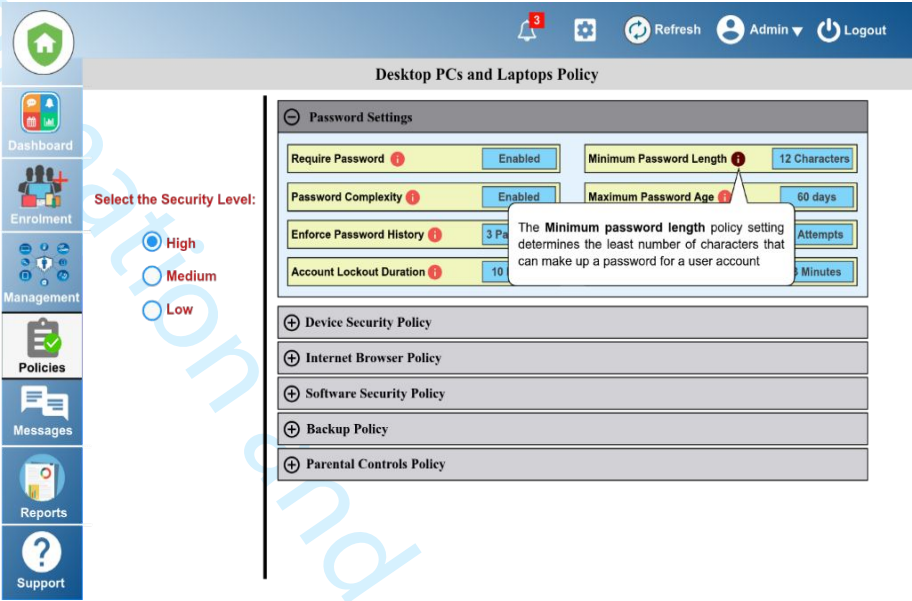 3
Refresh
Admin
Logout
Desktop PCs and Laptops Policy
Dashboard
Enrolment
Management
Policies
Messages
Reports
Support
Select the Security Level:
High
Medium
Low
Password Settings
Require Password
Enabled
Minimum Password Length
12 Characters
Password Complexity
Enabled
Maximum Password Age
60 days
Enforce Password History
3 Pa
Attempts
Account Lockout Duration
10
Minutes
The Minimum password length policy setting
determines the least number of characters that
can make up a password for a user account
Device Security Policy
Internet Browser Policy
Software Security Policy
Backup Policy
Parental Controls Policy
and